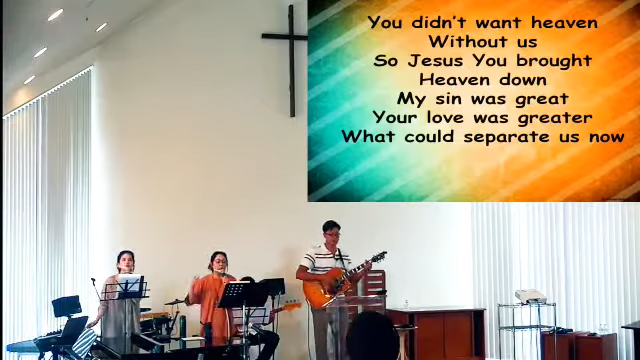 You didn't want heaven
Without us
So Jesus You brought
Heaven down
My sin was great
Your love was greater
What could separate us now